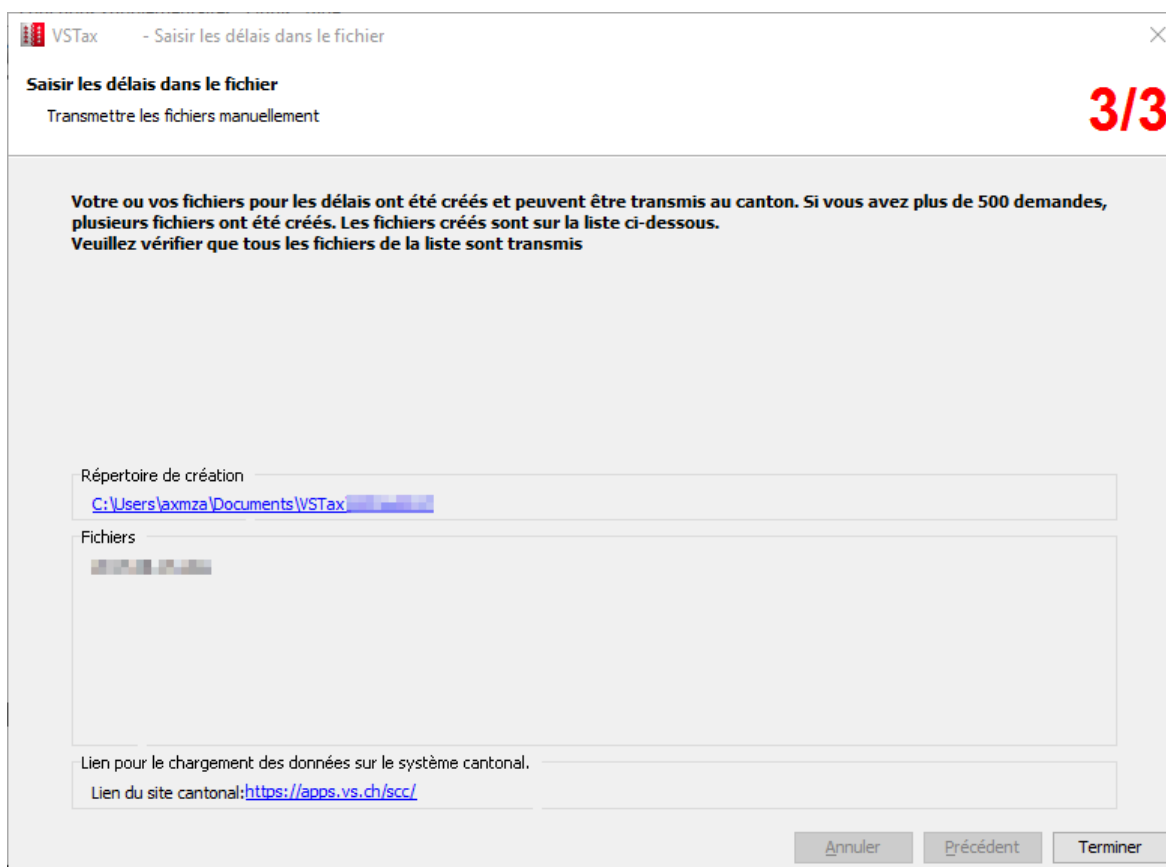 VSTax - Saisir les délais dans le fichier
Saisir les délais dans le fichier
Transmettre les fichiers manuellement
3/3
Votre ou vos fichiers pour les délais ont été créés et peuvent être transmis au canton. Si vous avez plus de 500 demandes,
plusieurs fichiers ont été créés. Les fichiers créés sont sur la liste ci-dessous.
Veuillez vérifier que tous les fichiers de la liste sont transmis
Répertoire de création
C:\Users\axmza\Documents\VSTax
Fichiers
Lien pour le chargement des données sur le système cantonal.
Lien du site cantonal:https://apps.vs.ch/scc/
Annuler Précédent Terminer